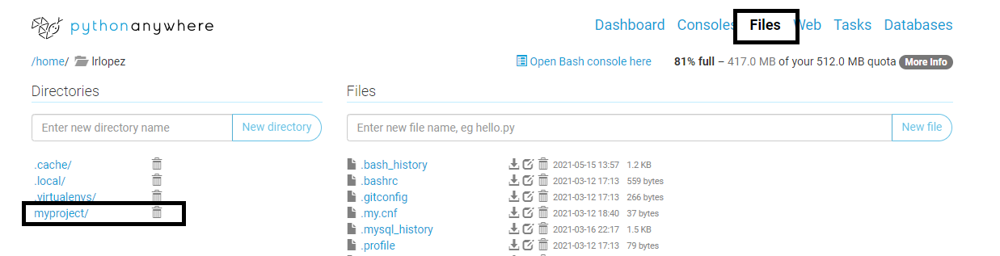 pythonanywhere
Dashboard Consoles Files Web Tasks Databases
/home/ lrlopez
Open Bash console here 81% full – 417.0 MB of your 512.0 MB quota More Info
Directories
Enter new directory name New directory
.cache/
.local/
.virtualenvs/
myproject/
Files
Enter new file name, eg hello.py New file
.bash_history 2021-05-15 13:57 1.2 KB
.bashrc 2021-03-12 17:13 559 bytes
.gitconfig 2021-03-12 17:13 266 bytes
.my.cnf 2021-03-12 18:40 37 bytes
.mysql_history 2021-03-16 22:17 1.5 KB
.profile 2021-03-12 17:13 79 bytes